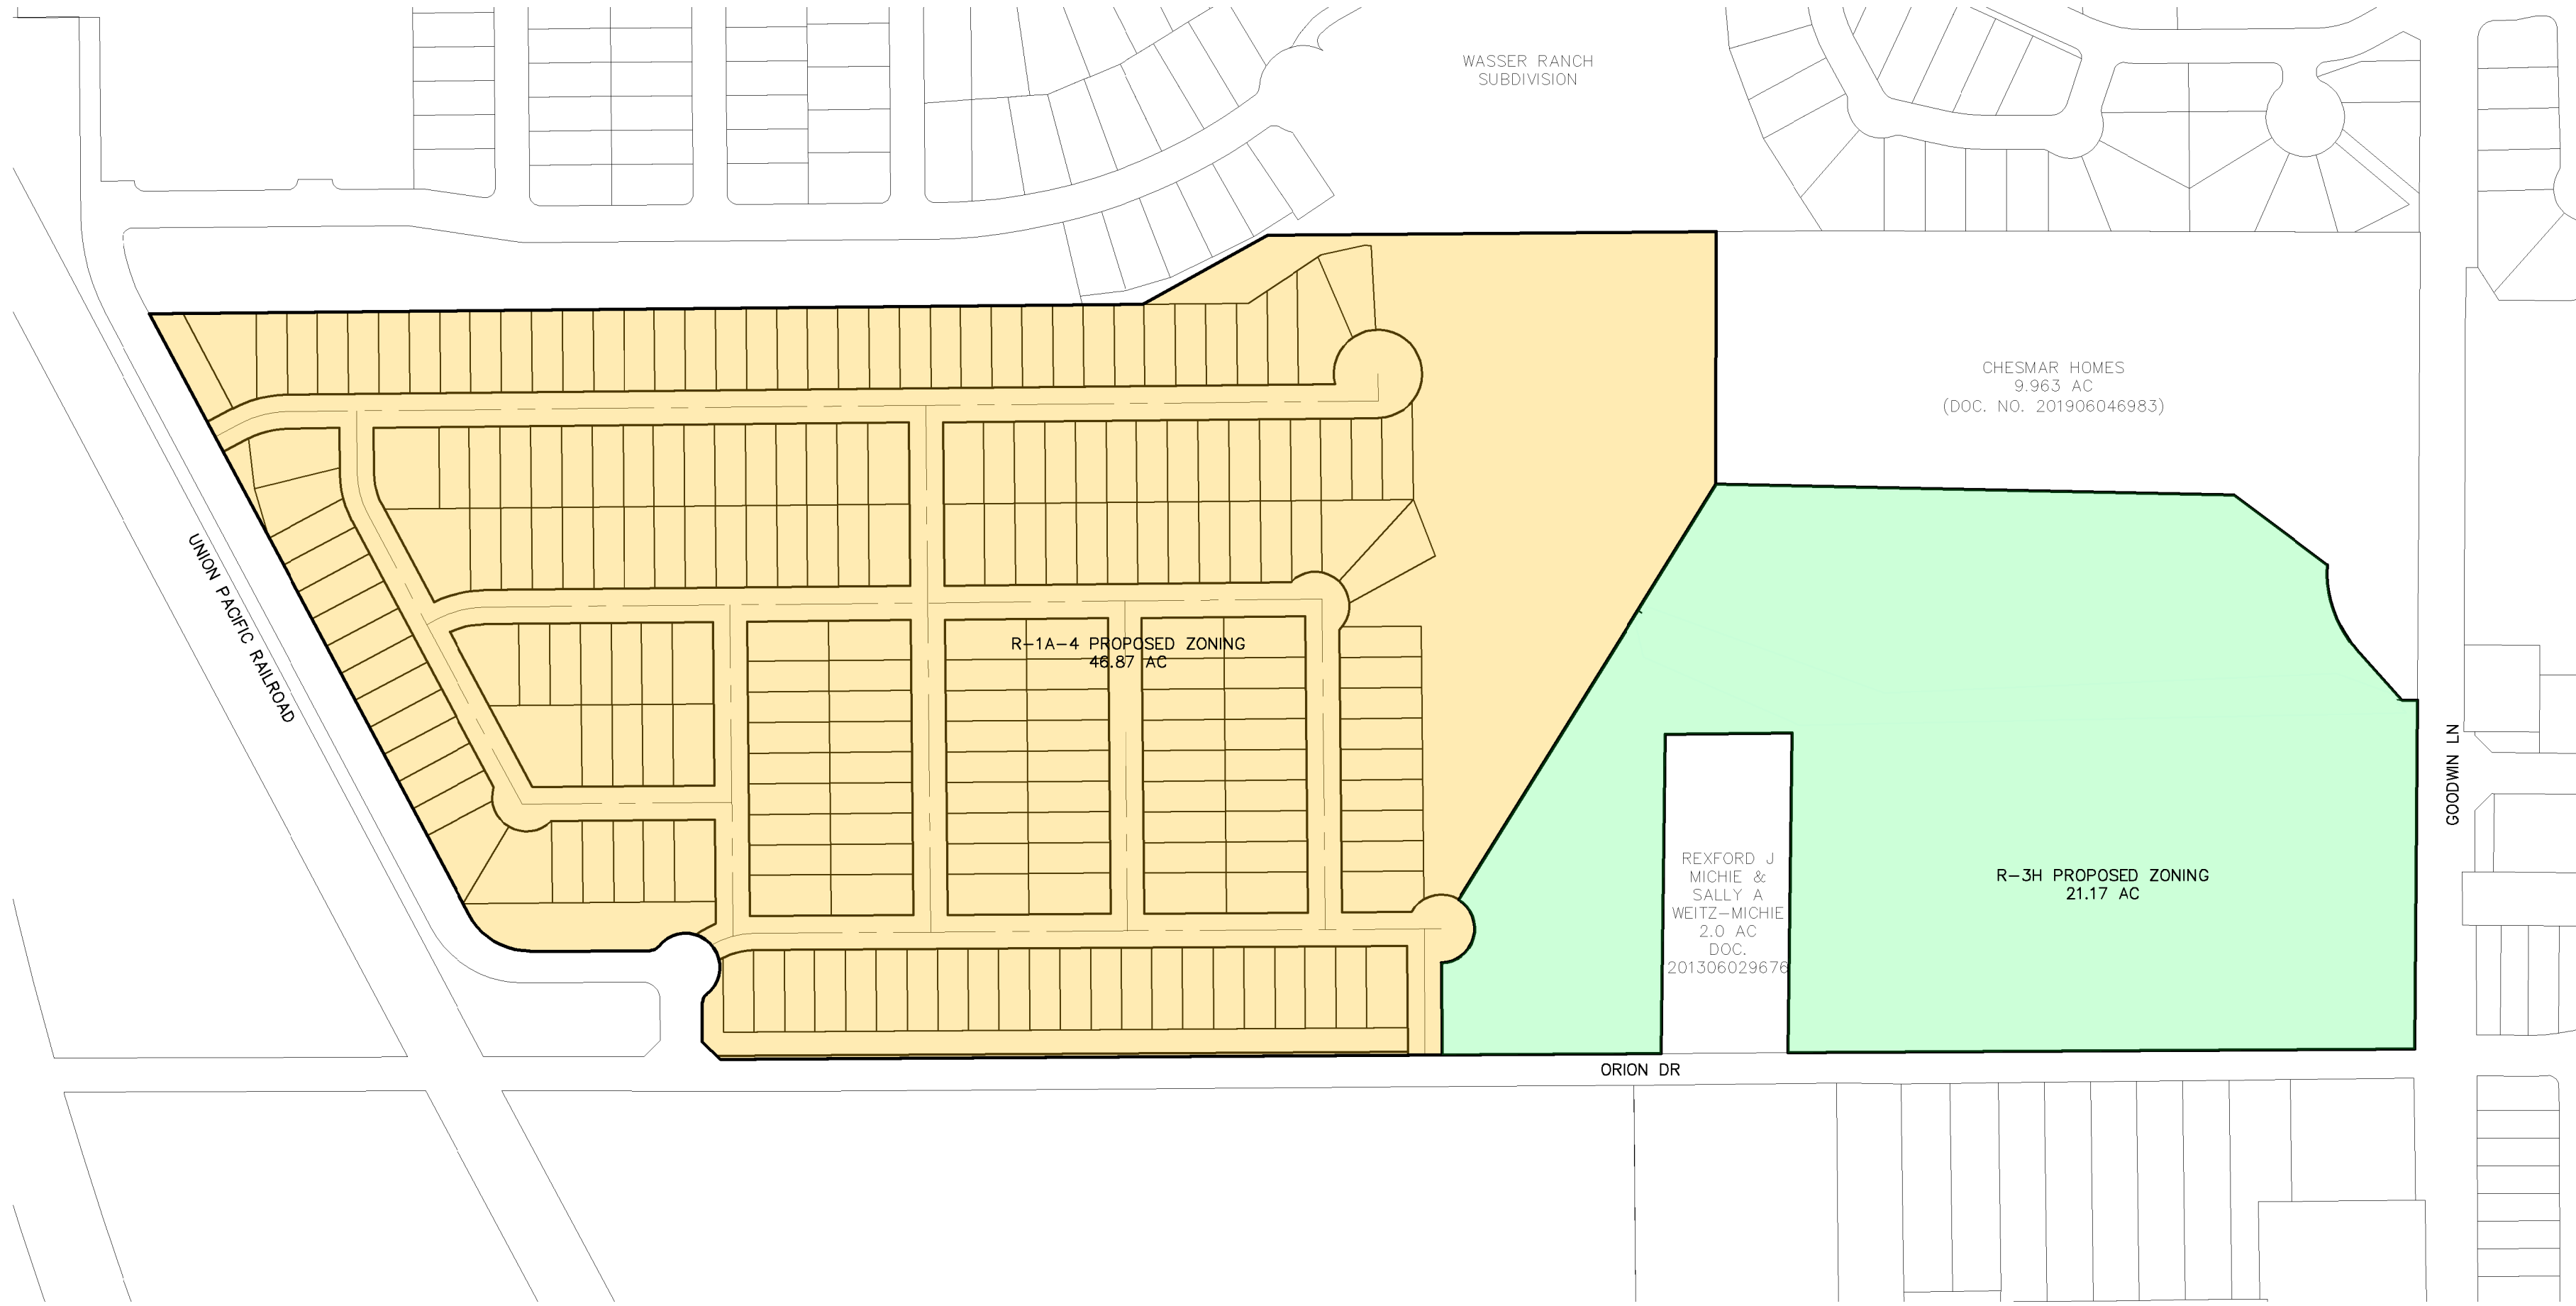 WASSER RANCH
SUBDIVISION
CHESMAR HOMES
9.963 AC
(DOC. NO. 201906046983)
UNION PACIFIC RAILROAD
R-1A-4 PROPOSED ZONING
46.87 AC
GOODWIN LN
REXFORD J
MICHIE &
SALLY A
WEITZ-MICHIE
2.0 AC
DOC.
201306029676
R-3H PROPOSED ZONING
21.17 AC
ORION DR